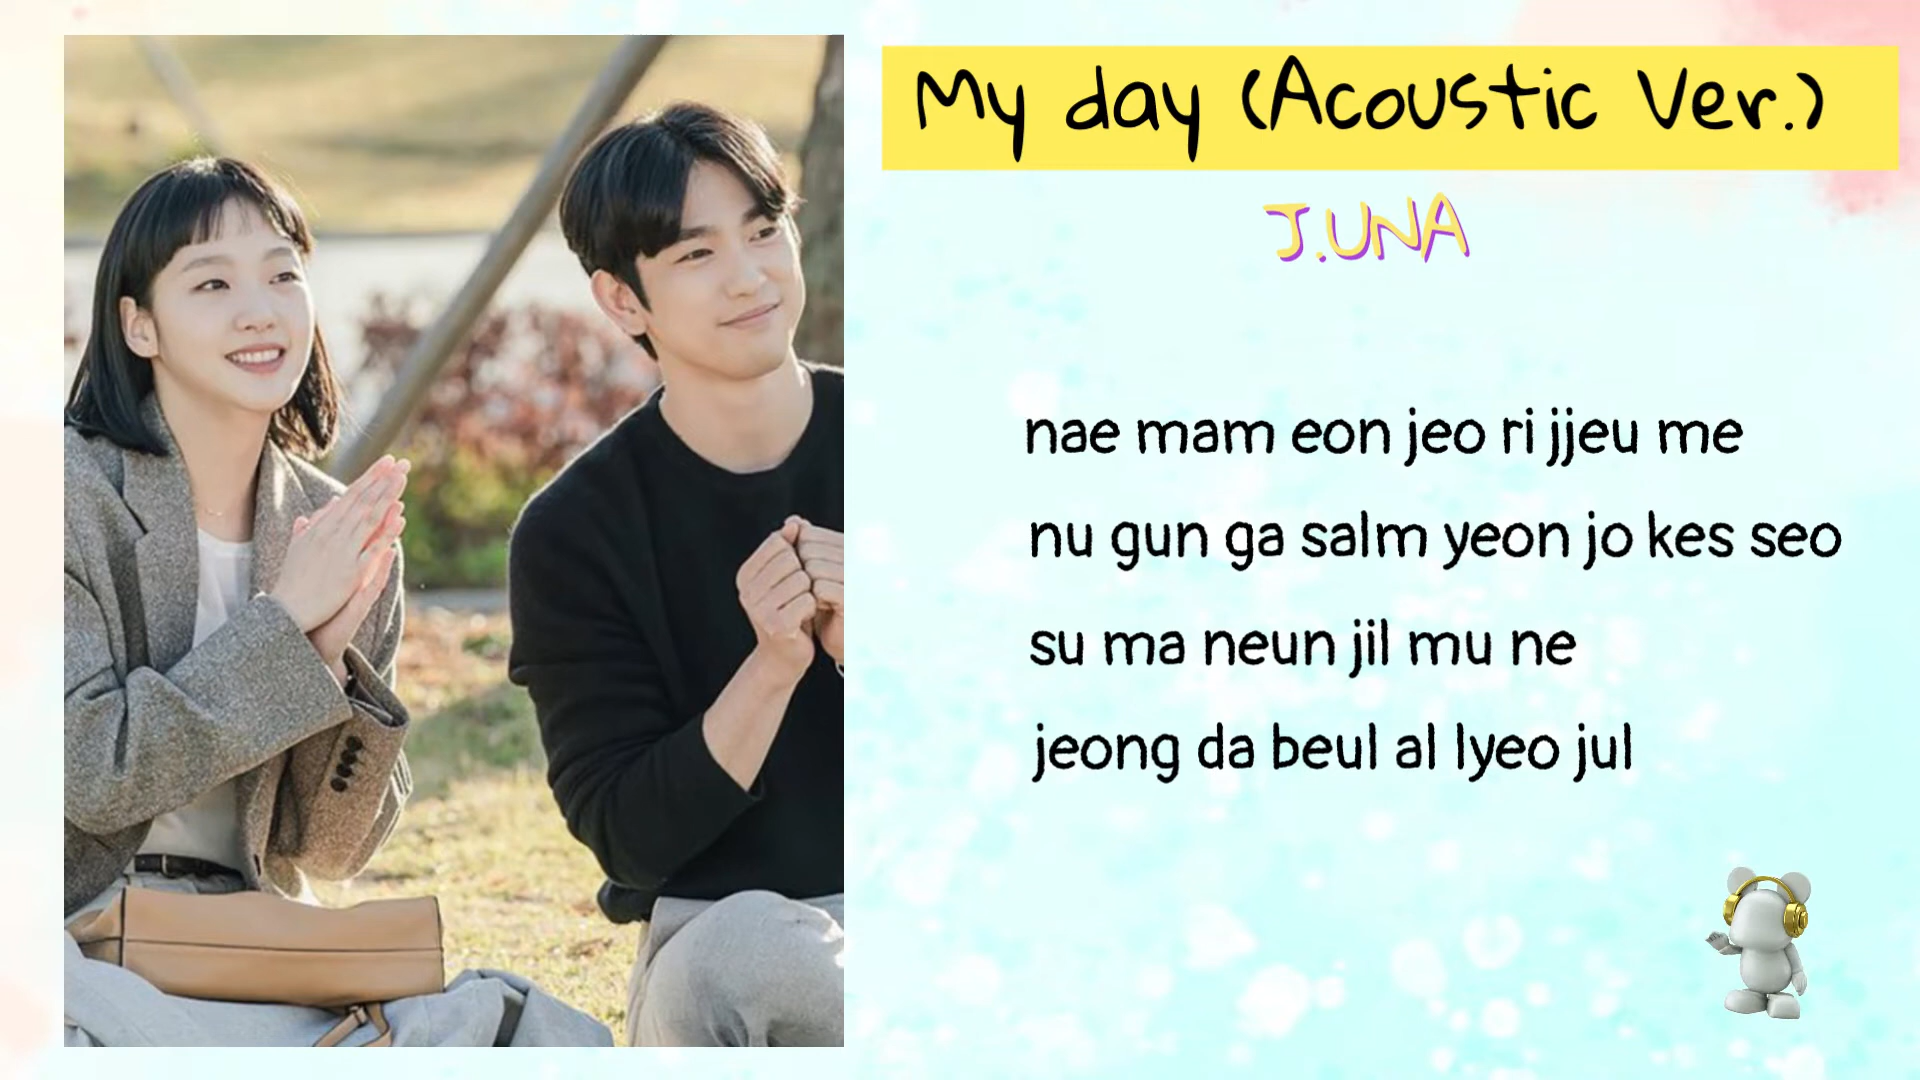 My day (Acoustic Ver.)
J.UNA
nae mam eon jeo ri jjeu me
nu gun ga salm yeon jo kes seo
su ma neun jil mu ne
jeong da beul al lyeo jul